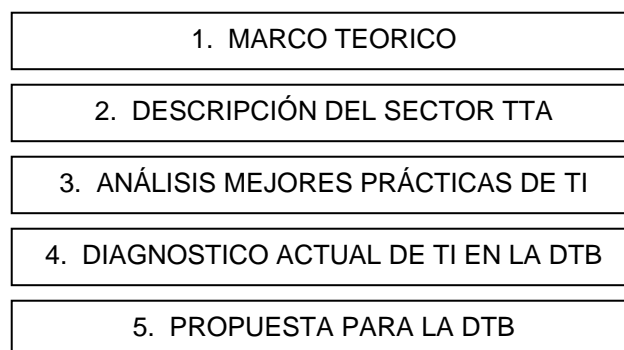 1. MARCO TEORICO
2. DESCRIPCIÓN DEL SECTOR TTA
3. ANÁLISIS MEJORES PRÁCTICAS DE TI
4. DIAGNOSTICO ACTUAL DE TI EN LA DTB
5. PROPUESTA PARA LA DTB